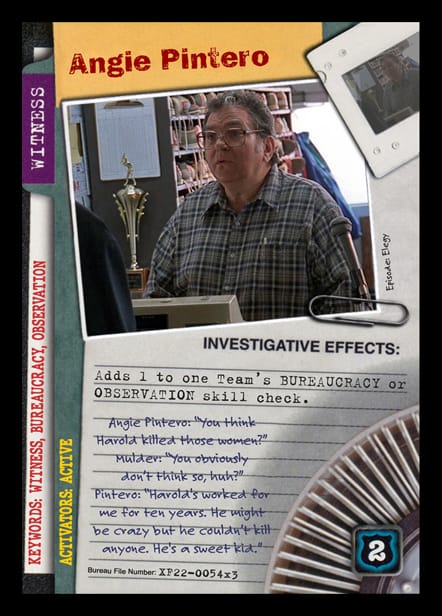 Angie Pintero
WITNESS
KEYWORDS: WITNESS, BUREAUCRACY, OBSERVATION
ACTIVATORS: ACTIVE
Episode: Elegy
INVESTIGATIVE EFFECTS:
Adds 1 to one Team's BUREAUCRACY or
OBSERVATION skill check.
Angie Pintero: "You think
Harold killed those women?"
Mulder: "You obviously
don't think so, huh?"
Pintero: "Harold's worked for
me for ten years. He might
be crazy but he couldn't kill
anyone. He's a sweet kid."
Bureau File Number: XF22-0054x3
2